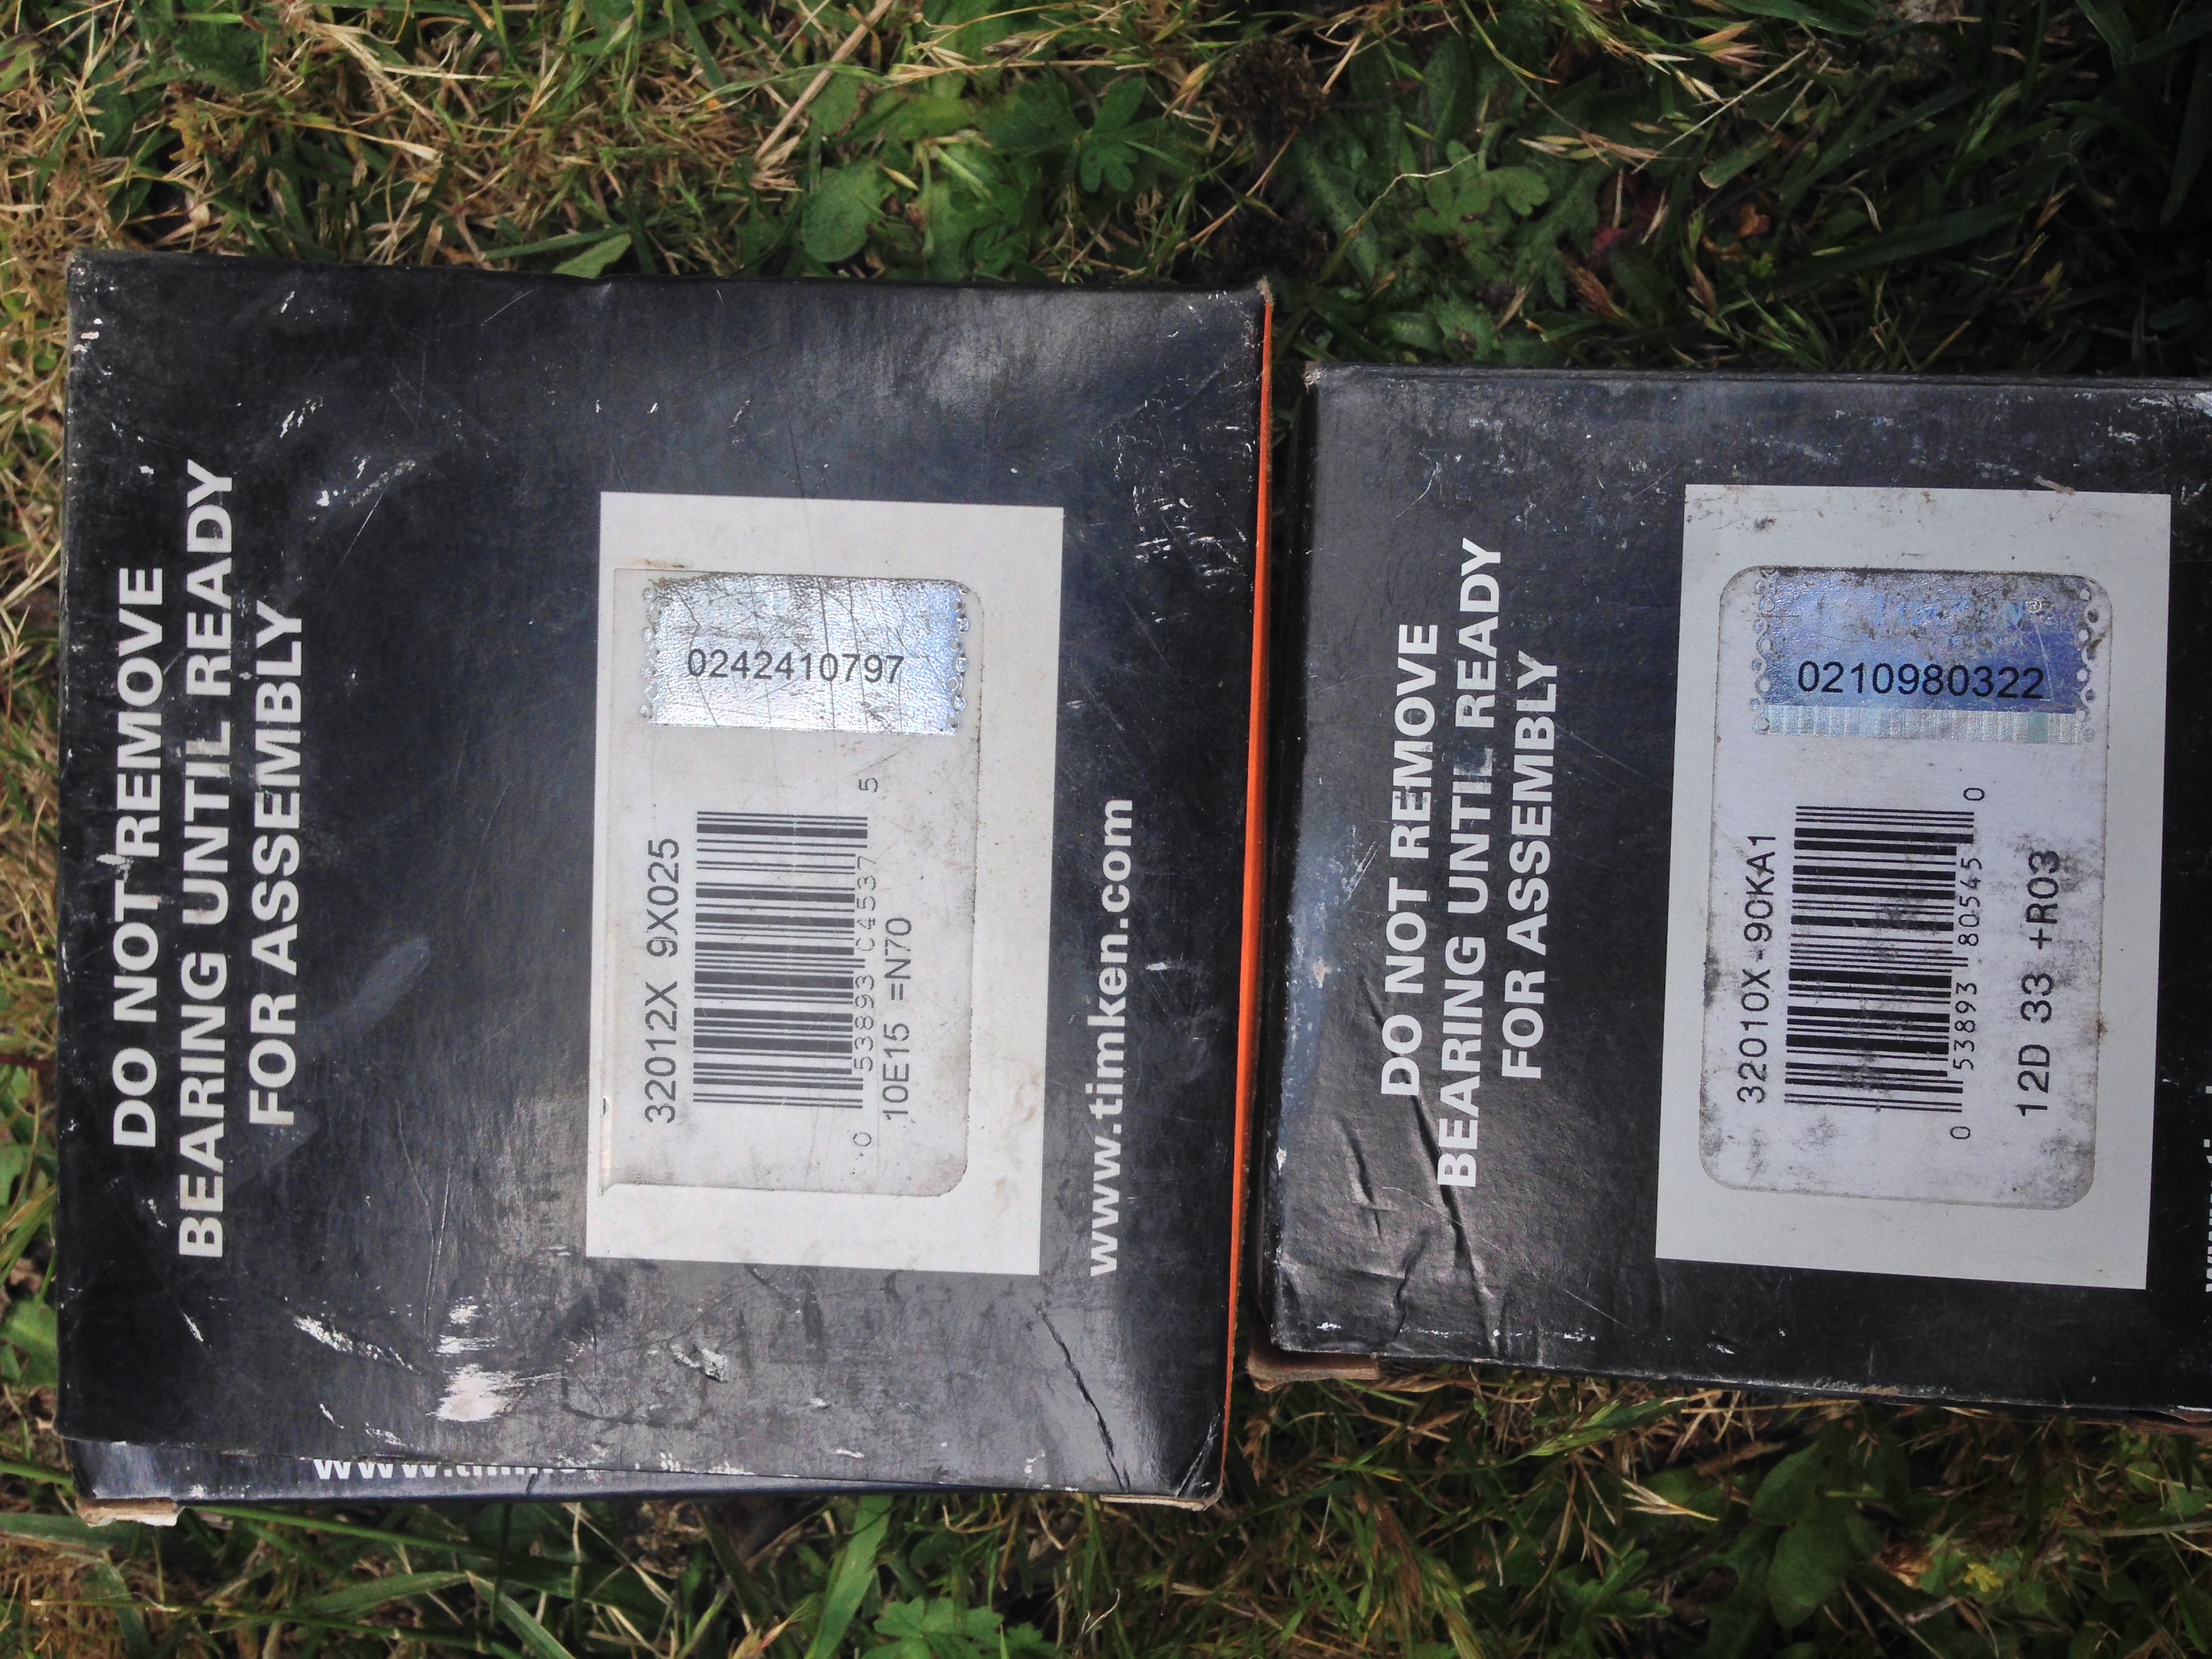 DO NOT REMOVE
BEARING UNTIL READY
FOR ASSEMBLY
0242410797
32012X 9X025
0 53893 04537 5
10E15 =N70
www.timken.com
DO NOT REMOVE
BEARING UNTIL READY
FOR ASSEMBLY
0210980322
32010X-90KA1
0 53893 80545 0
12D 33 +R03